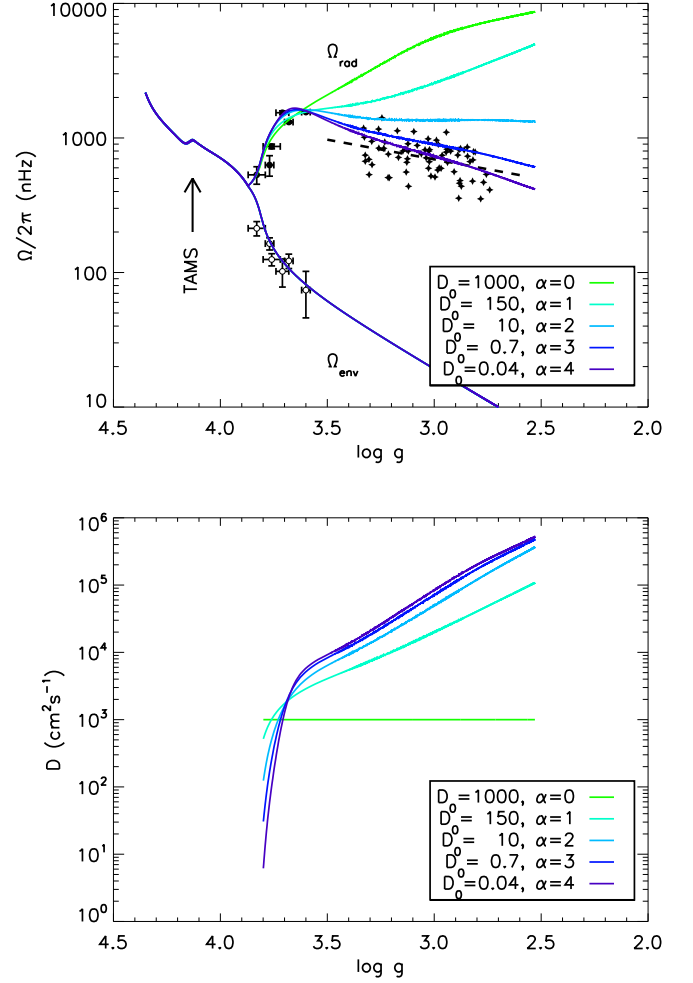 10000
1000
100
10
Ω/2π (nHz)
Ω_rad
TAMS
Ω_env
D_0=1000, α=0
D_0= 150, α=1
D_0= 10, α=2
D_0= 0.7, α=3
D_0=0.04, α=4
4.5 4.0 3.5 3.0 2.5 2.0
log g
10^6
10^5
10^4
10^3
10^2
10^1
10^0
D (cm^2s^−1)
D_0=1000, α=0
D_0= 150, α=1
D_0= 10, α=2
D_0= 0.7, α=3
D_0=0.04, α=4
4.5 4.0 3.5 3.0 2.5 2.0
log g